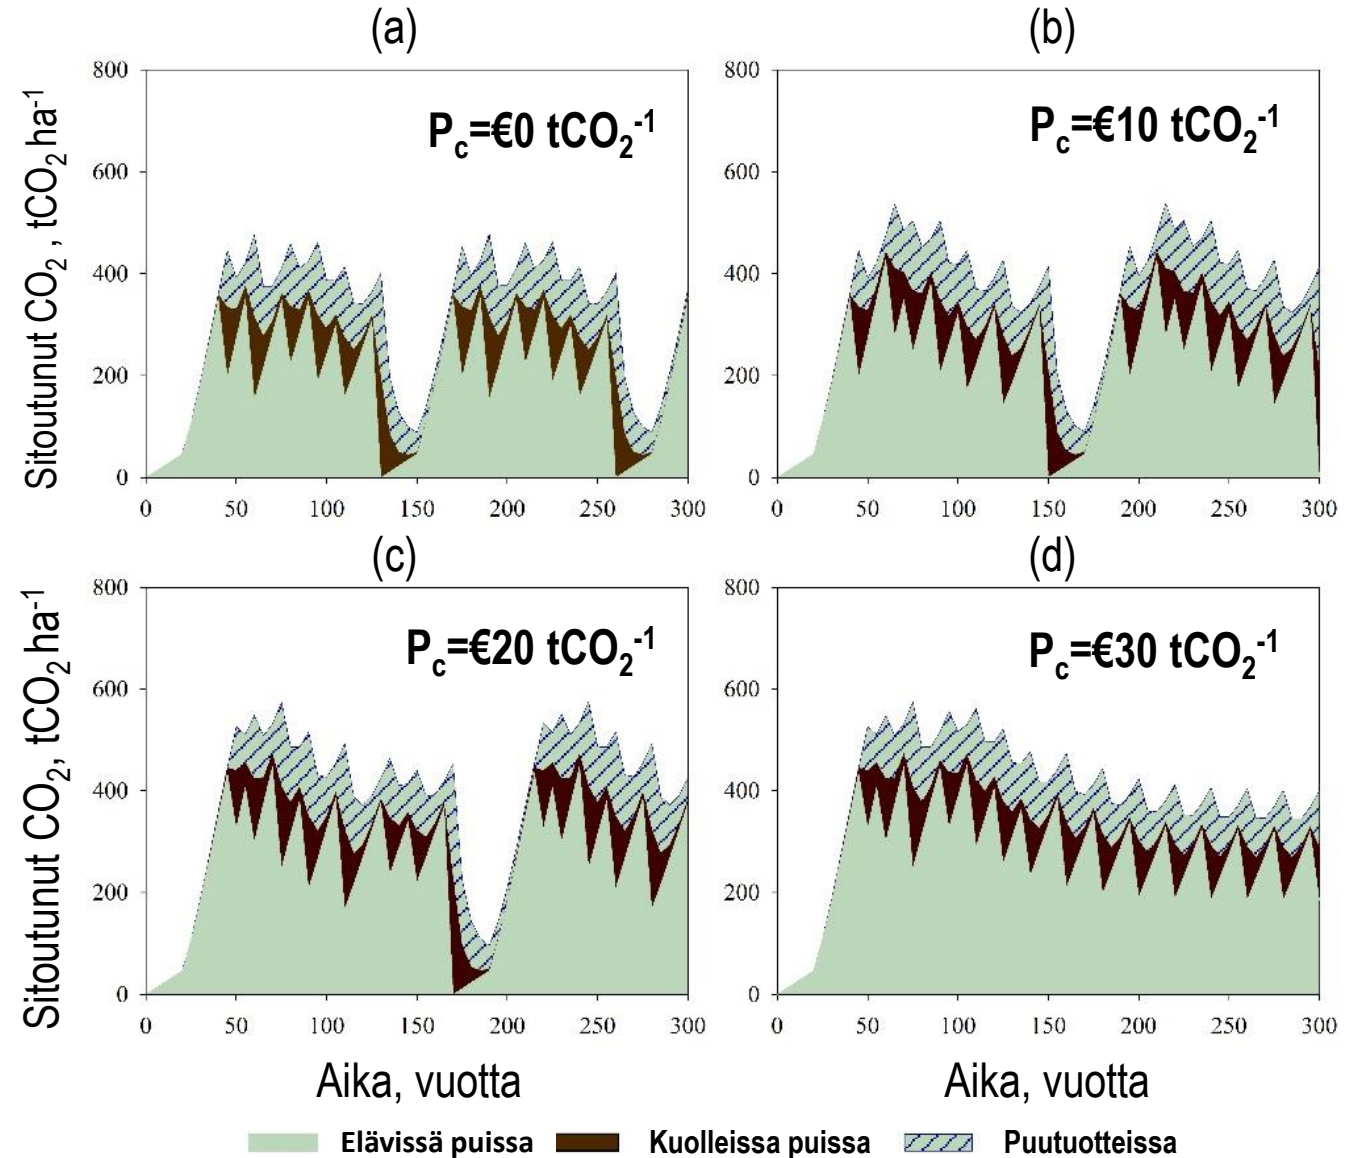 (a)
(b)
Sitoutunut CO₂ , tCO₂ ha⁻¹
800
600
400
200
0
Pc=€0 tCO₂⁻¹
0 50 100 150 200 250 300
800
600
400
200
0
Pc=€10 tCO₂⁻¹
0 50 100 150 200 250 300
(c)
(d)
Sitoutunut CO₂, tCO₂ ha⁻¹
800
600
400
200
0
Pc=€20 tCO₂⁻¹
0 50 100 150 200 250 300
800
600
400
200
0
Pc=€30 tCO₂⁻¹
0 50 100 150 200 250 300
Aika, vuotta
Aika, vuotta
Elävissä puissa Kuolleissa puissa Puutuotteissa